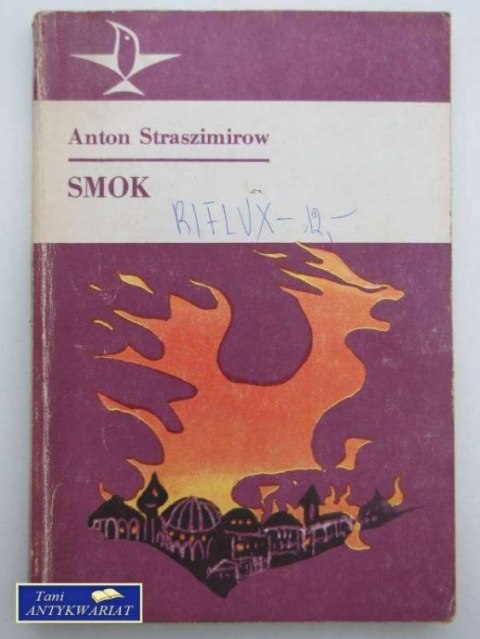 Anton Straszimirow
SMOK
BIFLUX - 12,-
Tani
ANTYKWARIAT